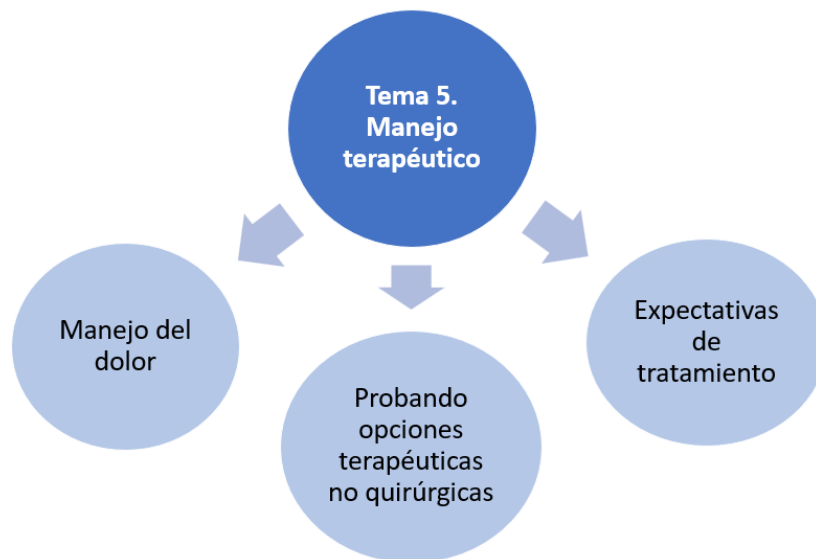 Tema 5.
Manejo
terapéutico
Manejo del
dolor
Probando
opciones
terapéuticas
no quirúrgicas
Expectativas
de
tratamiento